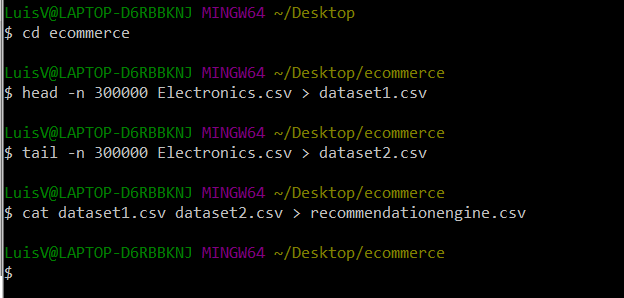 LuisV@LAPTOP-D6RBBKNJ MINGW64 ~/Desktop
$ cd ecommerce
LuisV@LAPTOP-D6RBBKNJ MINGW64 ~/Desktop/ecommerce
$ head -n 300000 Electronics.csv > dataset1.csv
LuisV@LAPTOP-D6RBBKNJ MINGW64 ~/Desktop/ecommerce
$ tail -n 300000 Electronics.csv > dataset2.csv
LuisV@LAPTOP-D6RBBKNJ MINGW64 ~/Desktop/ecommerce
$ cat dataset1.csv dataset2.csv > recommendationengine.csv
LuisV@LAPTOP-D6RBBKNJ MINGW64 ~/Desktop/ecommerce
$